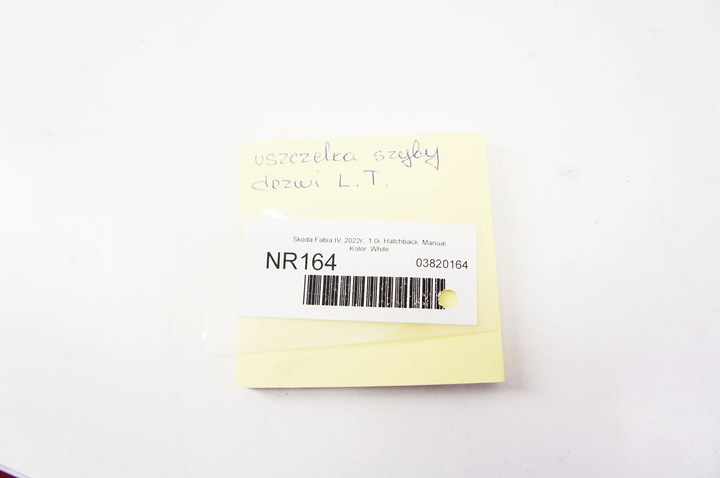 uszczelka szyby
drzwi L.T.
Skoda Fabia IV, 2022r., 1.0i, Hatchback, Manual,
Kolor: White
NR164
03820164